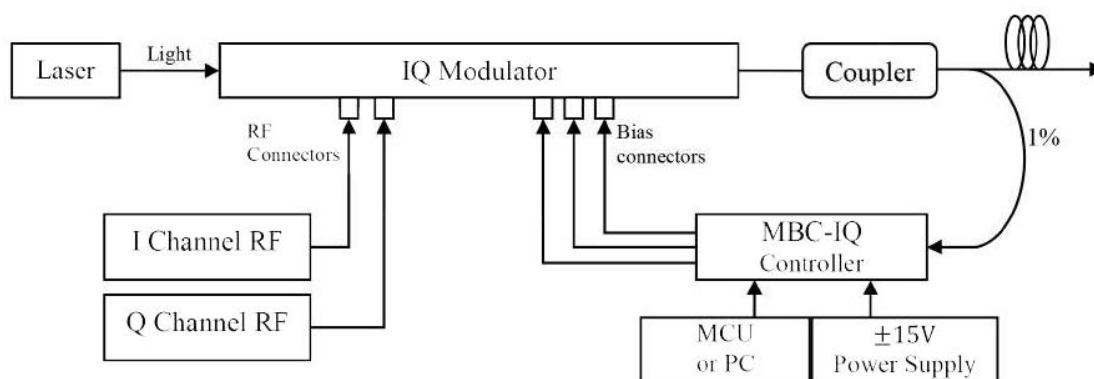 Laser
Light
IQ Modulator
Coupler
RF
Connectors
Bias
connectors
1%
I Channel RF
Q Channel RF
MBC-IQ
Controller
MCU
or PC
±15V
Power Supply